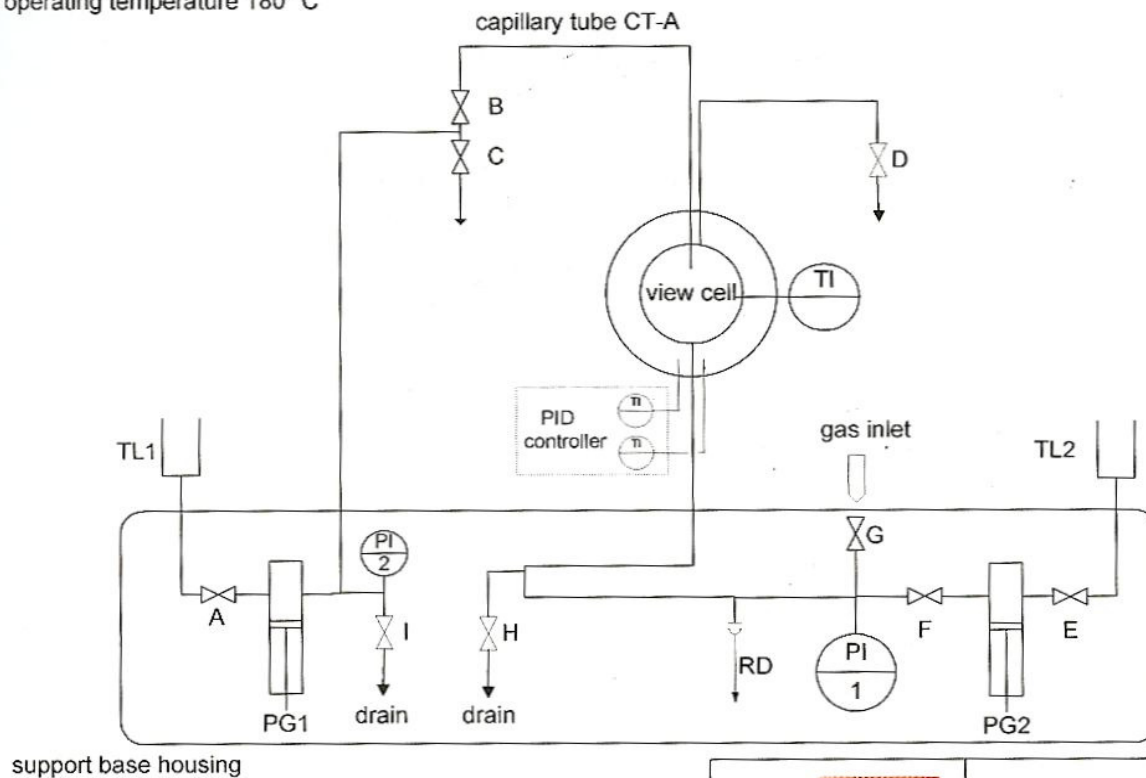 operating temperature 180 °C
capillary tube CT-A
B
C
D
view cell
TI
TI
PID
controller
TI
gas inlet
TL1
TL2
G
PI
2
A
I
H
F
E
RD
PI
1
PG1
drain
drain
PG2
support base housing